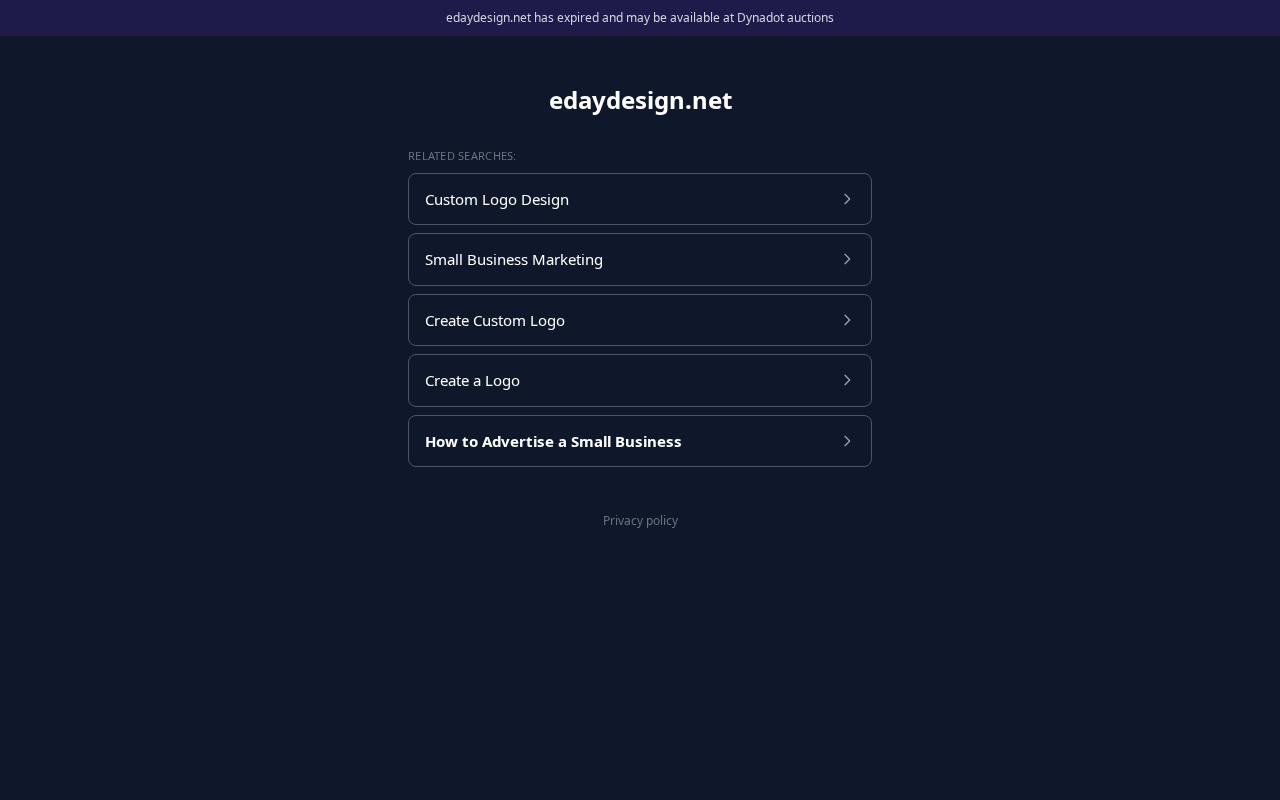 edaydesign.net has expired and may be available at Dynadot auctions
edaydesign.net
RELATED SEARCHES:
Custom Logo Design
Small Business Marketing
Create Custom Logo
Create a Logo
How to Advertise a Small Business
Privacy policy